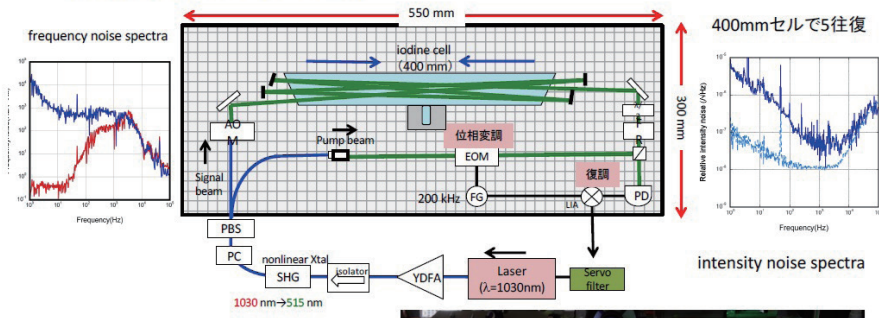 550 mm
frequency noise spectra
400mmセルで5往復
iodine cell
(400 mm)
300 mm
AOM
Pump beam
位相変調
EOM
Signal
beam
復調
200 kHz
FG
LIA
PD
Frequency(Hz)
Relative intensity noise (/√Hz)
Frequency(Hz)
PBS
PC
nonlinear Xtal
SHG
isolator
YDFA
Laser
(λ=1030nm)
Servo
filter
intensity noise spectra
1030 nm→515 nm